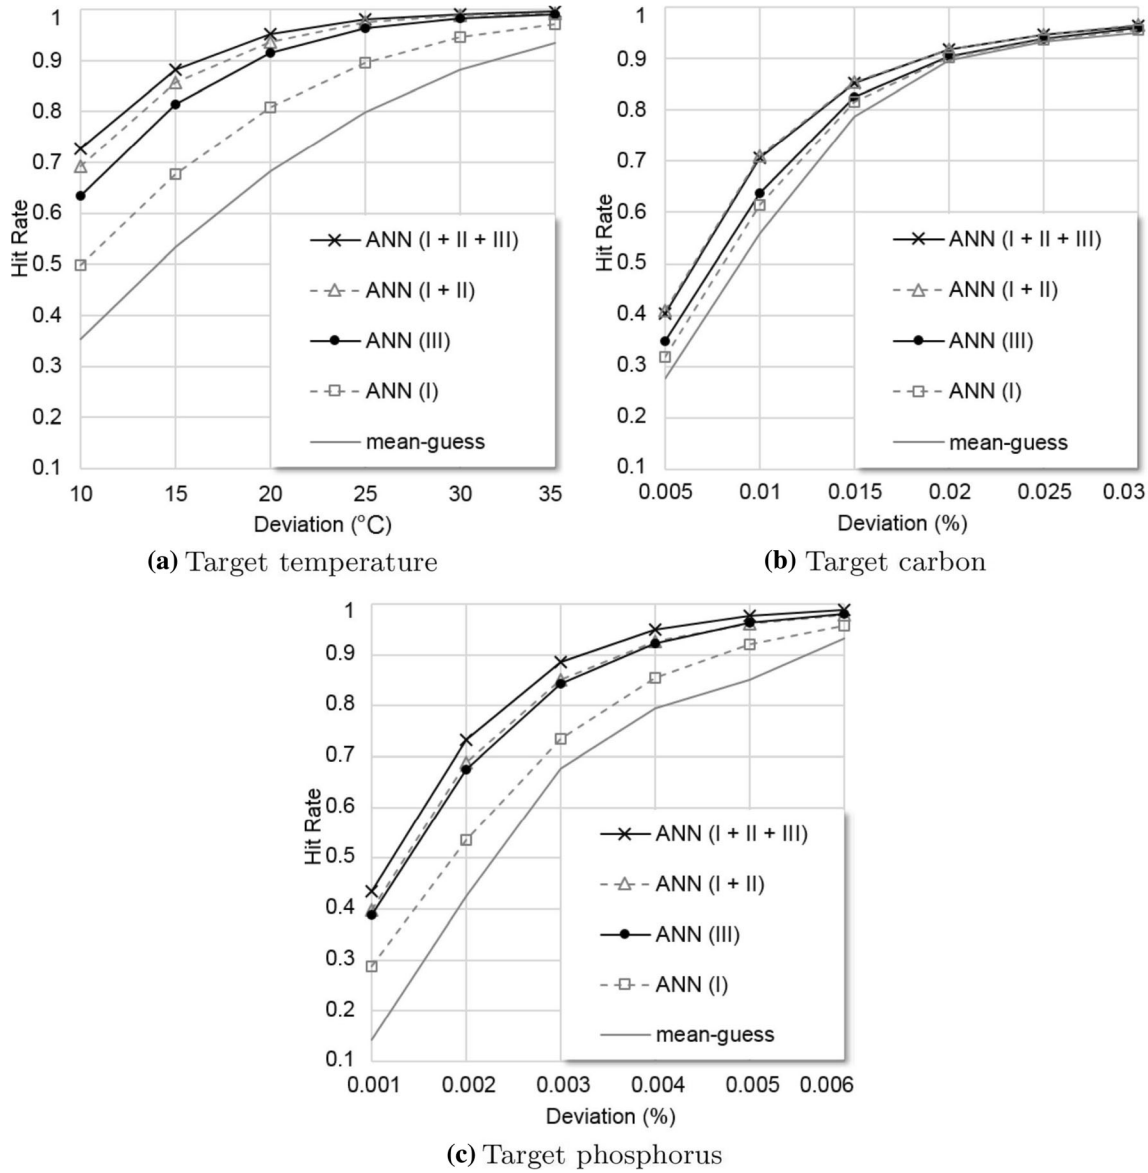 1
0.9
0.8
0.7
0.6
0.5
0.4
0.3
0.2
0.1
Hit Rate
ANN (I + II + III)
ANN (I + II)
ANN (III)
ANN (I)
mean-guess
10 15 20 25 30 35
Deviation (°C)
(a) Target temperature
1
0.9
0.8
0.7
0.6
0.5
0.4
0.3
0.2
0.1
Hit Rate
ANN (I + II + III)
ANN (I + II)
ANN (III)
ANN (I)
mean-guess
0.005 0.01 0.015 0.02 0.025 0.03
Deviation (%)
(b) Target carbon
1
0.9
0.8
0.7
0.6
0.5
0.4
0.3
0.2
0.1
Hit Rate
ANN (I + II + III)
ANN (I + II)
ANN (III)
ANN (I)
mean-guess
0.001 0.002 0.003 0.004 0.005 0.006
Deviation (%)
(c) Target phosphorus